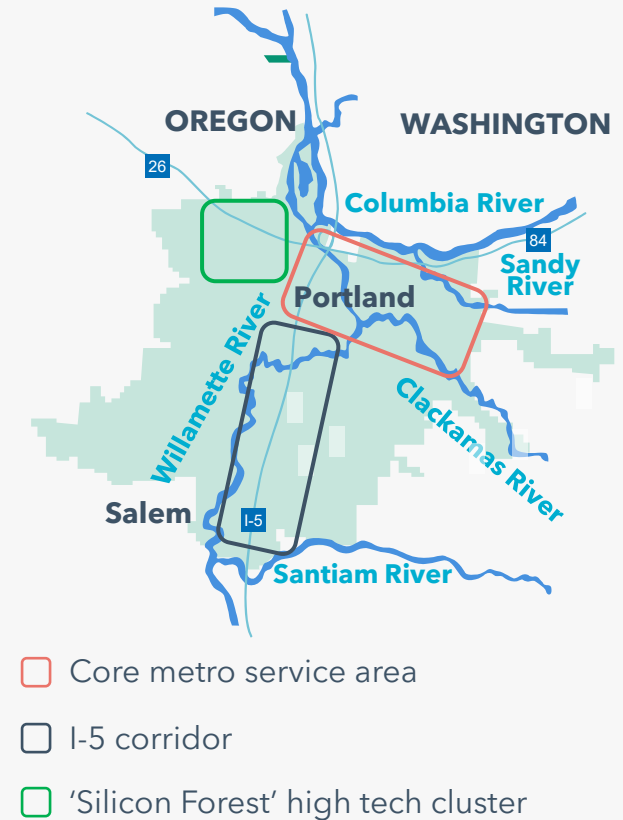 OREGON
WASHINGTON
26
Columbia River
84
Sandy
River
Portland
Willamette River
Clackamas River
Salem
I-5
Santiam River
Core metro service area
I-5 corridor
‘Silicon Forest’ high tech cluster